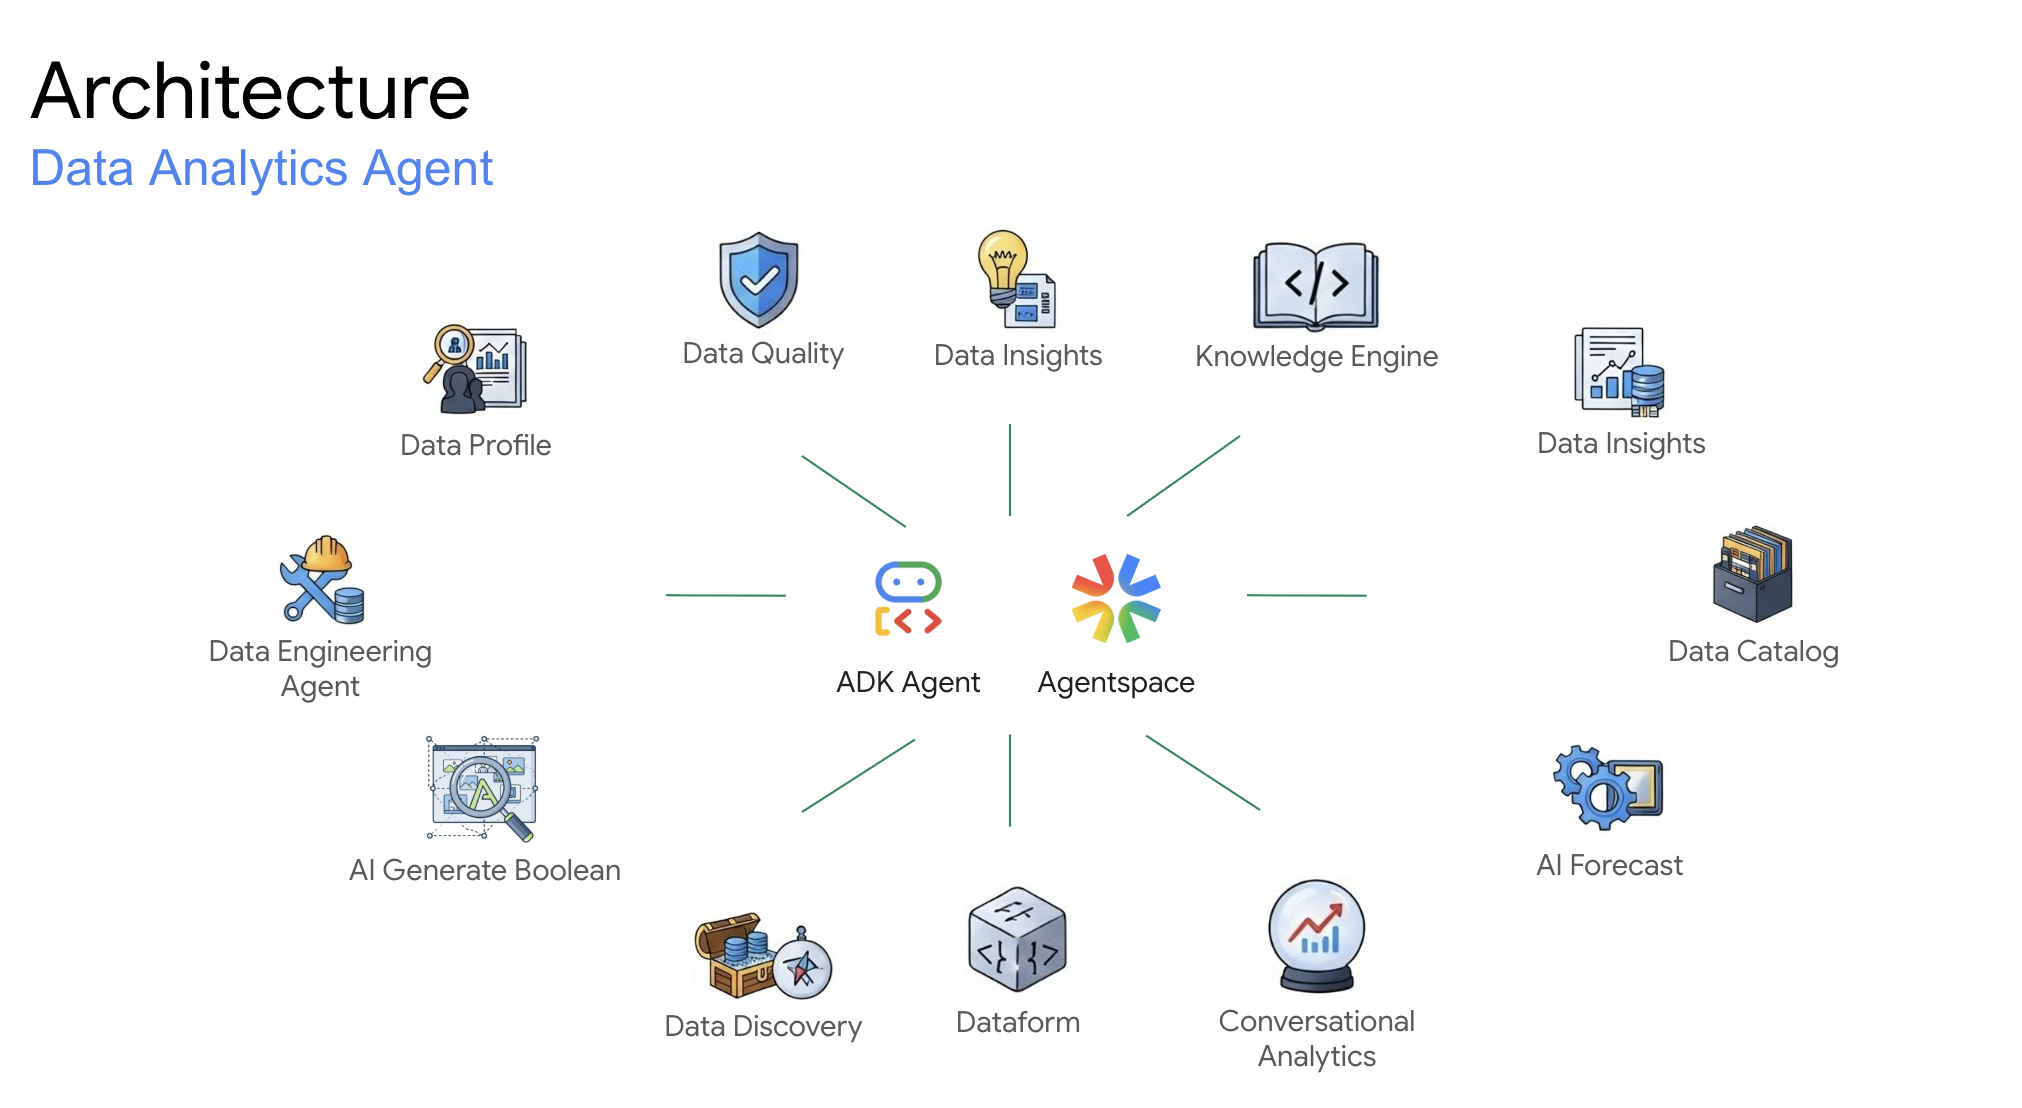 Architecture
Data Analytics Agent
Data Quality
Data Insights
Knowledge Engine
Data Profile
Data Insights
Data Engineering
Agent
ADK Agent
Agentspace
Data Catalog
AI Generate Boolean
AI Forecast
Data Discovery
Dataform
Conversational
Analytics